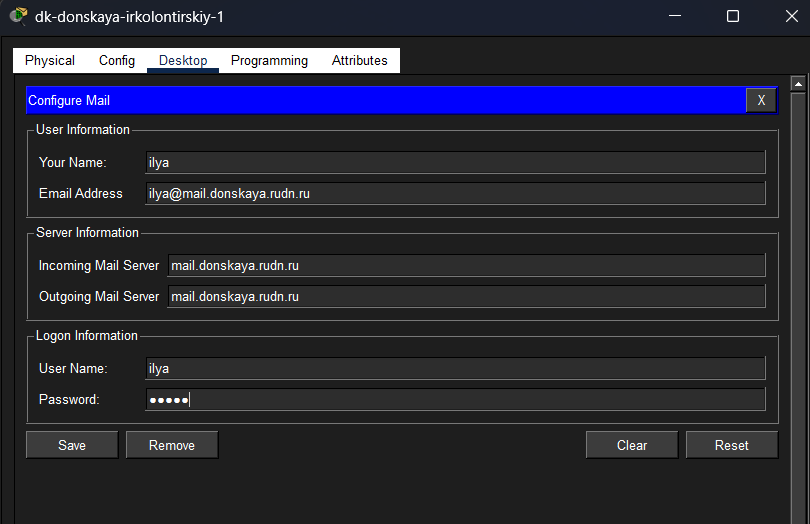 dk-donskaya-irkolontirskiy-1
Physical Config Desktop Programming Attributes
Configure Mail X
User Information
Your Name: ilya
Email Address ilya@mail.donskaya.rudn.ru
Server Information
Incoming Mail Server mail.donskaya.rudn.ru
Outgoing Mail Server mail.donskaya.rudn.ru
Logon Information
User Name: ilya
Password: ●●●●●
Save Remove Clear Reset